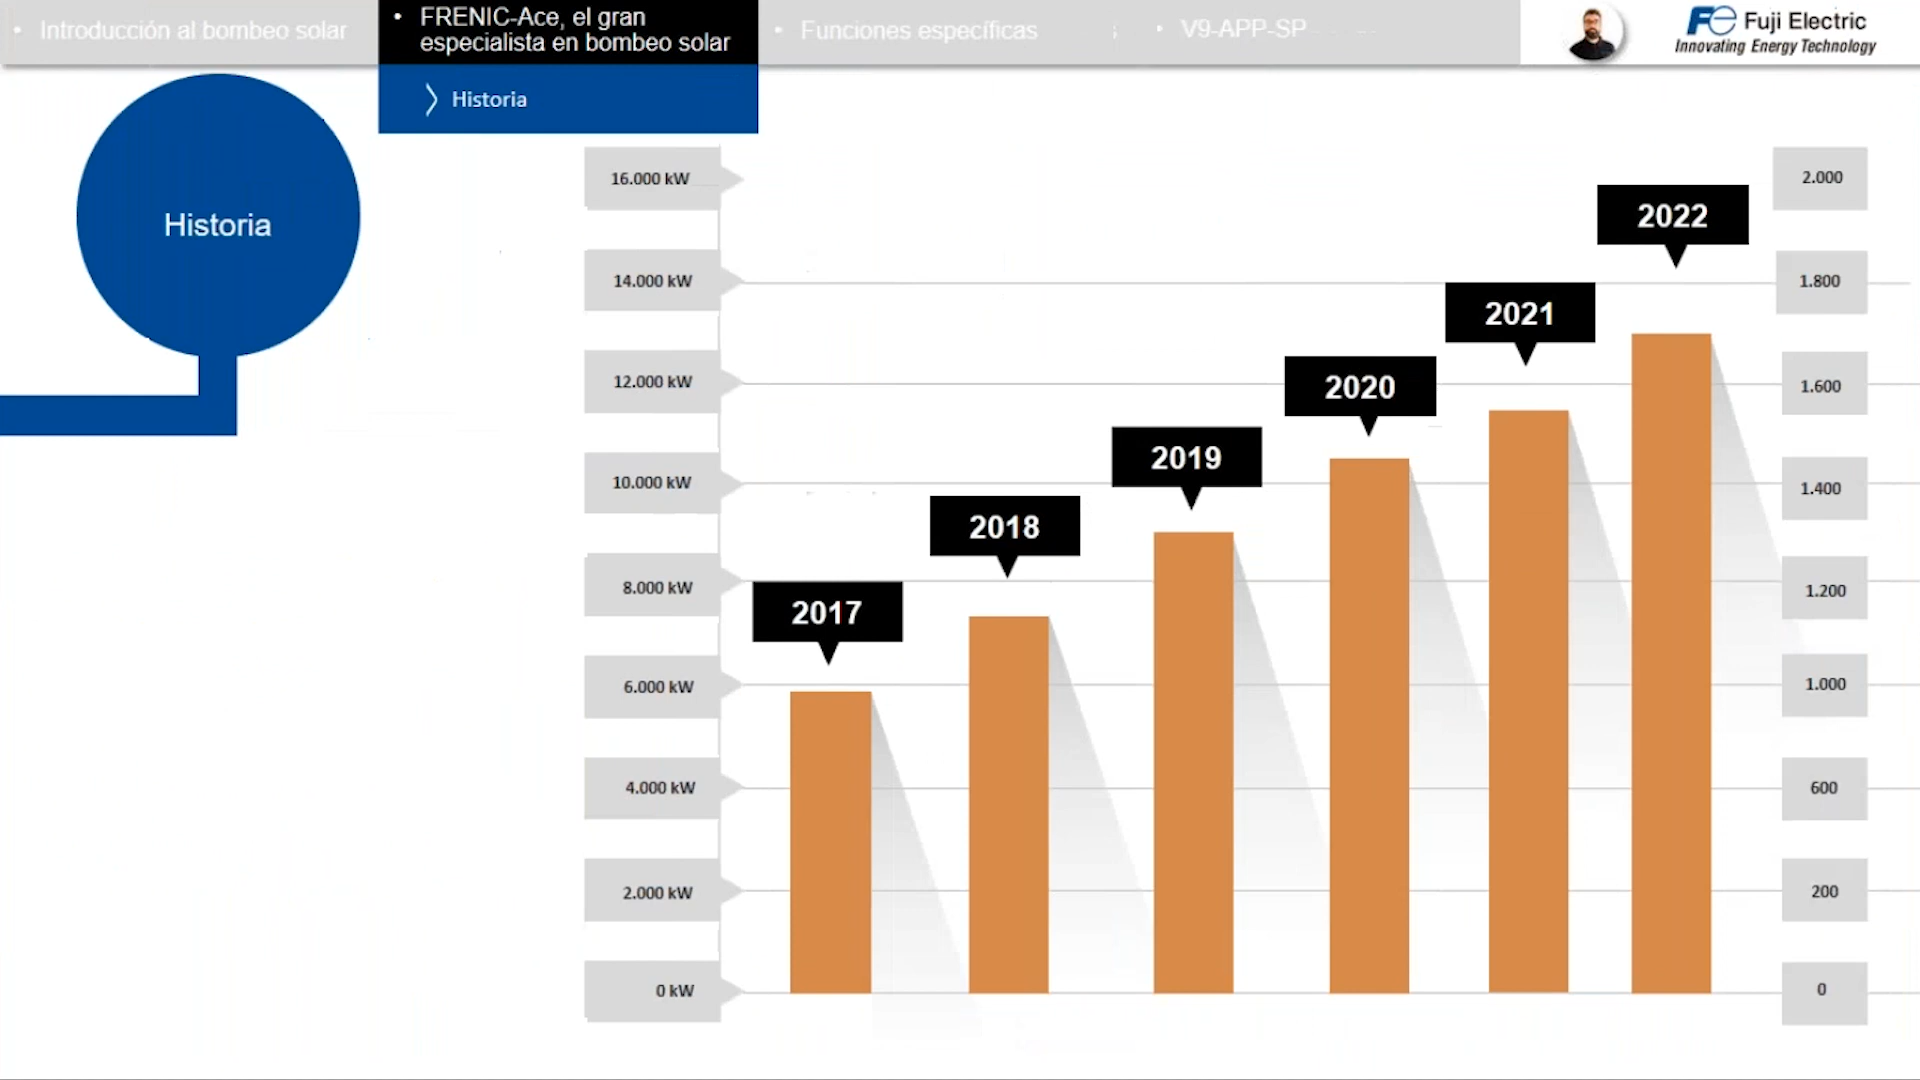 • Introducción al bombeo solar
• FRENIC-Ace, el gran
especialista en bombeo solar
• Funciones específicas
• V9-APP-SP
Fuji Electric
Innovating Energy Technology
Historia
Historia
16.000 kW
14.000 kW
12.000 kW
10.000 kW
8.000 kW
6.000 kW
4.000 kW
2.000 kW
0 kW
2017
2018
2019
2020
2021
2022
2.000
1.800
1.600
1.400
1.200
1.000
600
200
0